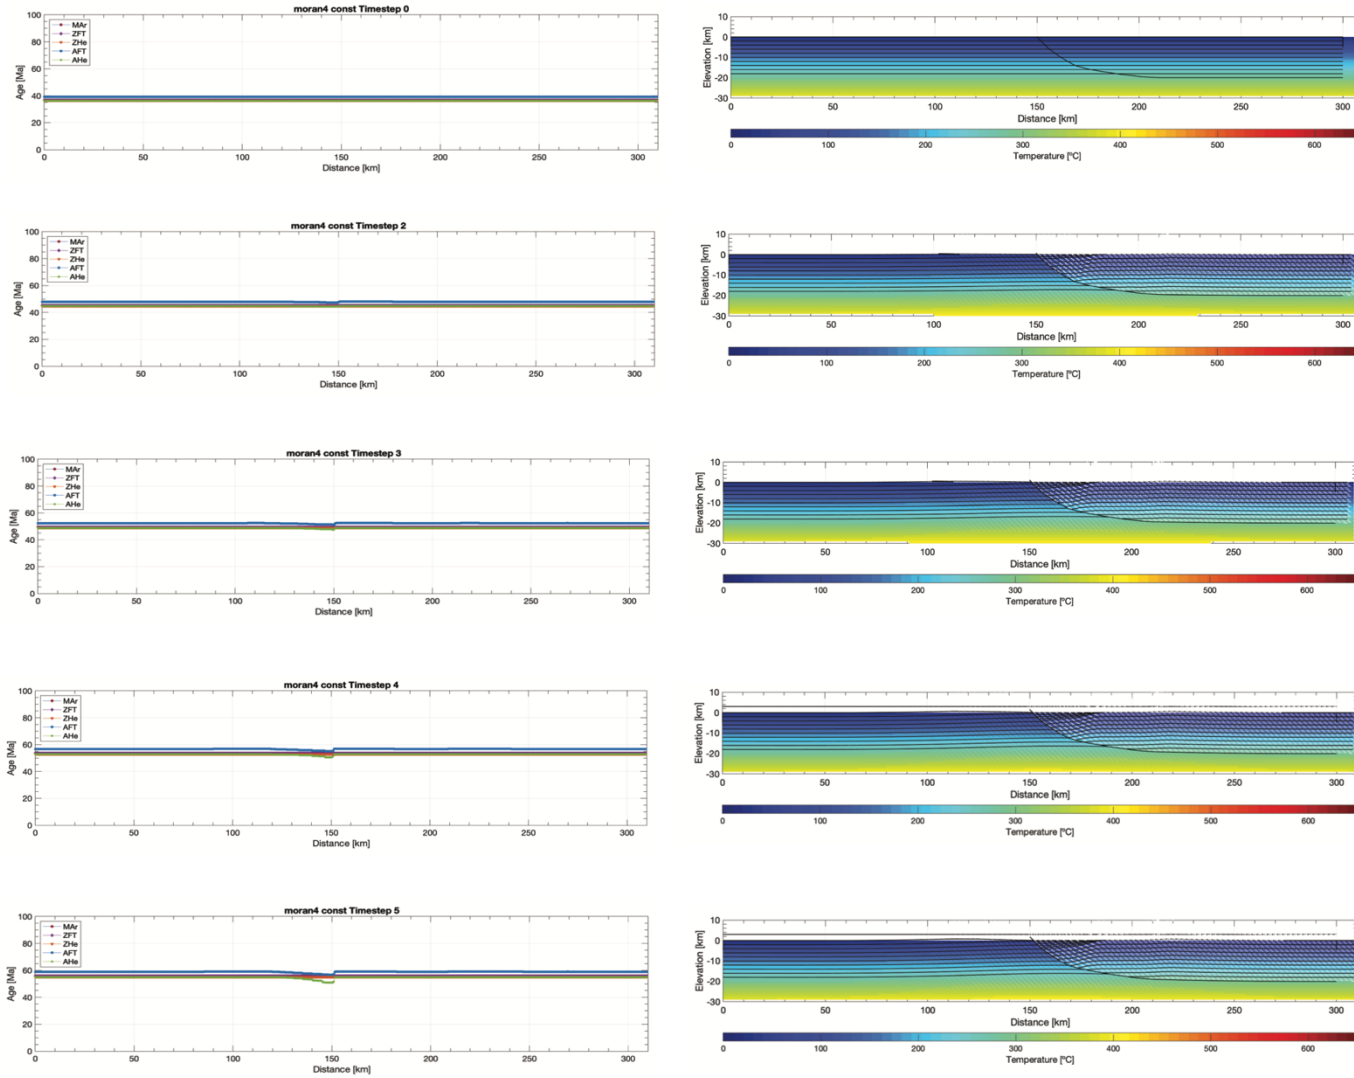 moran4 const Timestep 0
MAr
ZFT
ZHe
AFT
AHe
Age [Ma]
100
80
60
40
20
0
0 50 100 150 200 250 300
Distance [km]
Elevation [km]
10
0
-10
-20
-30
0 50 100 150 200 250 300
Distance [km]
0 100 200 300 400 500 600
Temperature [ºC]
moran4 const Timestep 2
MAr
ZFT
ZHe
AFT
AHe
Age [Ma]
100
80
60
40
20
0
0 50 100 150 200 250 300
Distance [km]
Elevation [km]
10
0
-10
-20
-30
0 50 100 150 200 250 300
Distance [km]
0 100 200 300 400 500 600
Temperature [ºC]
moran4 const Timestep 3
MAr
ZFT
ZHe
AFT
AHe
Age [Ma]
100
80
60
40
20
0
0 50 100 150 200 250 300
Distance [km]
Elevation [km]
10
0
-10
-20
-30
0 50 100 150 200 250 300
Distance [km]
0 100 200 300 400 500 600
Temperature [ºC]
moran4 const Timestep 4
MAr
ZFT
ZHe
AFT
AHe
Age [Ma]
100
80
60
40
20
0
0 50 100 150 200 250 300
Distance [km]
Elevation [km]
10
0
-10
-20
-30
0 50 100 150 200 250 300
Distance [km]
0 100 200 300 400 500 600
Temperature [ºC]
moran4 const Timestep 5
MAr
ZFT
ZHe
AFT
AHe
Age [Ma]
100
80
60
40
20
0
0 50 100 150 200 250 300
Distance [km]
Elevation [km]
10
0
-10
-20
-30
0 50 100 150 200 250 300
Distance [km]
0 100 200 300 400 500 600
Temperature [ºC]